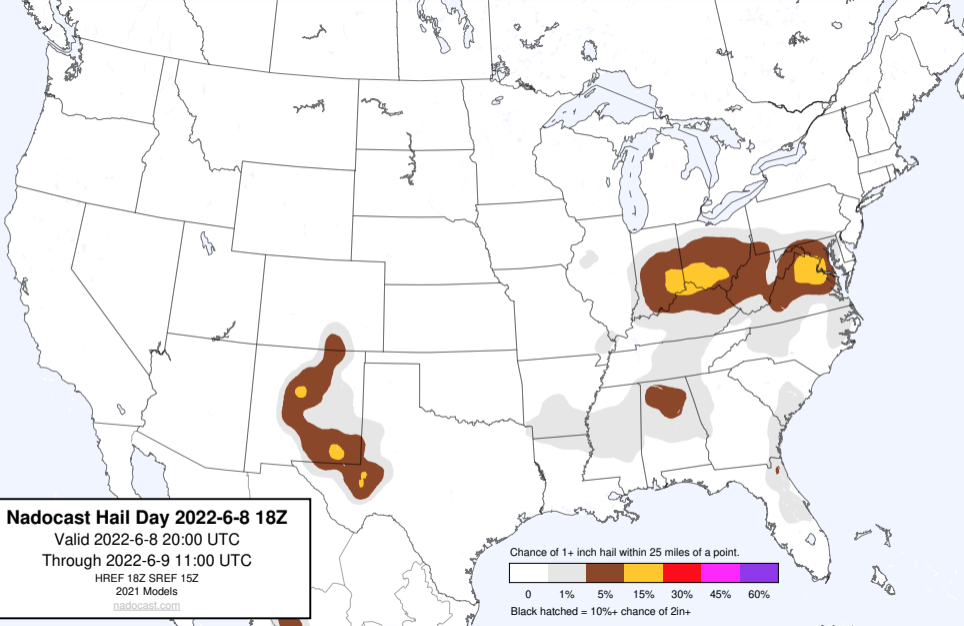 Nadocast Hail Day 2022-6-8 18Z
Valid 2022-6-8 20:00 UTC
Through 2022-6-9 11:00 UTC
HREF 18Z SREF 15Z
2021 Models
nadocast.com
Chance of 1+ inch hail within 25 miles of a point.
0 1% 5% 15% 30% 45% 60%
Black hatched = 10%+ chance of 2in+